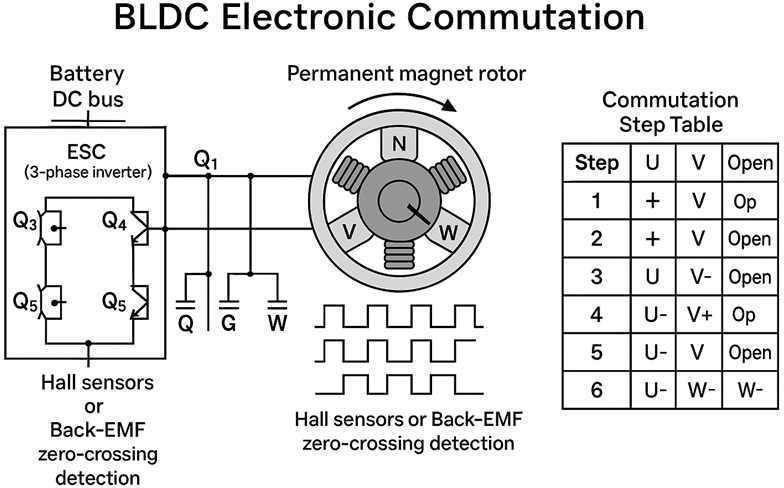 BLDC Electronic Commutation
Battery
DC bus
ESC
(3-phase inverter)
Q3
Q4
Q5
Q5
Hall sensors
or
Back-EMF
zero-crossing
detection
Q1
Q
G
W
Permanent magnet rotor
N
V
W
Hall sensors or Back-EMF
zero-crossing detection
Commutation
Step Table
Step U V Open
1 + V Op
2 + V Open
3 U V- Open
4 U- V+ Op
5 U- V Open
6 U- W- W-